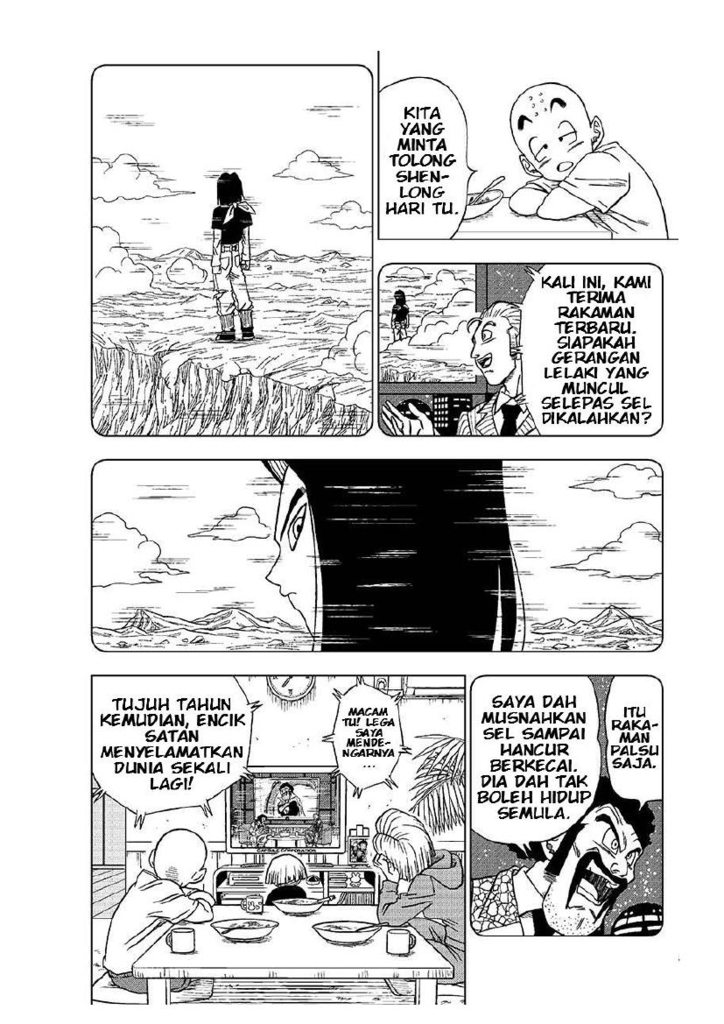 KITA
YANG
MINTA
TOLONG
SHEN-
LONG
HARI TU.
KALI INI, KAMI
TERIMA
RAKAMAN
TERBARU.
SIAPAKAH
GERANGAN
LELAKI YANG
MUNCUL
SELEPAS SEL
DIKALAHKAN?
TUJUH TAHUN
KEMUDIAN, ENCIK
SATAN
MENYELAMATKAN
DUNIA SEKALI
LAGI!
MACAM
TU! LEGA
SAYA
MENDE-
NGARNYA
...
CAPSULE CORPORATION
ITU
RAKA-
MAN
PALSU
SAJA.
SAYA DAH
MUSNAHKAN
SEL SAMPAI
HANCUR
BERKECAI.
DIA DAH TAK
BOLEH HIDUP
SEMULA.